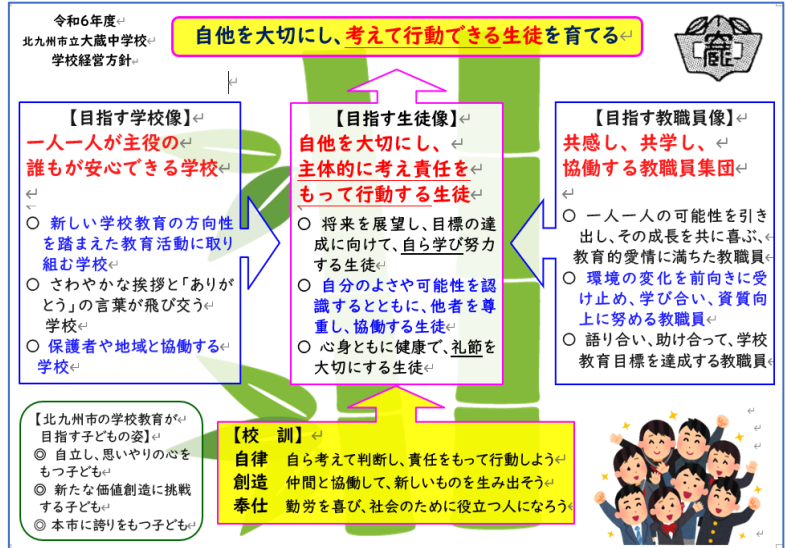 令和6年度
北九州市立大蔵中学校
学校経営方針
自他を大切にし、考えて行動できる生徒を育てる
蔵
【目指す学校像】
一人一人が主役の
誰もが安心できる学校
○ 新しい学校教育の方向性
を踏まえた教育活動に取り
組む学校
○ さわやかな挨拶と「ありが
とう」の言葉が飛び交う
学校
○ 保護者や地域と協働する
学校
【目指す生徒像】
自他を大切にし、
主体的に考え責任を
もって行動する生徒
○ 将来を展望し、目標の達
成に向けて、自ら学び努力
する生徒
○ 自分のよさや可能性を認
識するとともに、他者を尊
重し、協働する生徒
○ 心身ともに健康で、礼節を
大切にする生徒
【目指す教職員像】
共感し、共学し、
協働する教職員集団
○ 一人一人の可能性を引き
出し、その成長を共に喜ぶ、
教育的愛情に満ちた教職員
○ 環境の変化を前向きに受
け止め、学び合い、資質向
上に努める教職員
○ 語り合い、助け合って、学校
教育目標を達成する教職員
【北九州市の学校教育が
目指す子どもの姿】
◎ 自立し、思いやりの心を
もつ子ども
◎ 新たな価値創造に挑戦
する子ども
◎ 本市に誇りをもつ子ども
【校 訓】
自律 自ら考えて判断し、責任をもって行動しよう
創造 仲間と協働して、新しいものを生み出そう
奉仕 勤労を喜び、社会のために役立つ人になろう